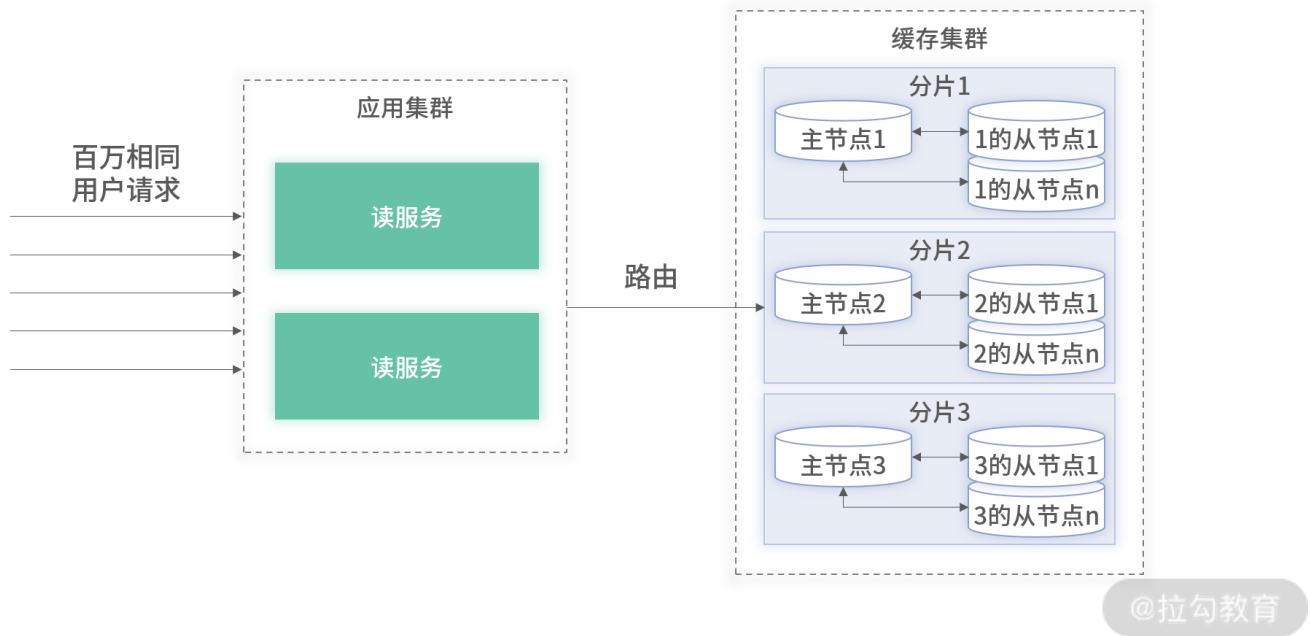 百万相同
用户请求
应用集群
读服务
读服务
路由
缓存集群
分片1
主节点1
1的从节点1
1的从节点n
分片2
主节点2
2的从节点1
2的从节点n
分片3
主节点3
3的从节点1
3的从节点n
@拉勾教育